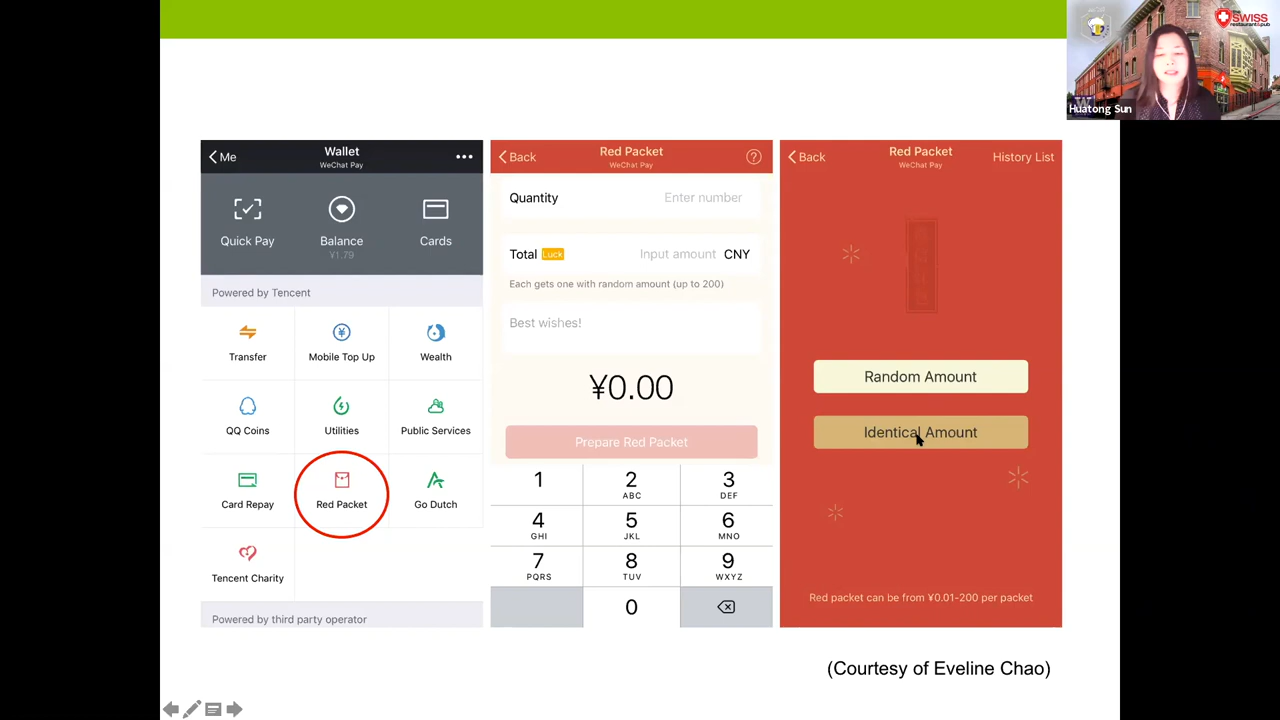 SWISS
restaurant&pub
Huatong Sun
Me
Wallet
WeChat Pay
Quick Pay
Balance
Cards
¥1.79
Powered by Tencent
Transfer
Mobile Top Up
Wealth
QQ Coins
Utilities
Public Services
Card Repay
Red Packet
Go Dutch
Tencent Charity
Powered by third party operator
Back
Red Packet
WeChat Pay
?
Quantity
Enter number
Total Luck Input amount CNY
Each gets one with random amount (up to 200)
Best wishes!
¥0.00
Prepare Red Packet
1 2 3
ABC DEF
4 5 6
GHI JKL MNO
7 8 9
PQRS TUV WXYZ
0
Back
Red Packet
WeChat Pay
History List
Random Amount
Identical Amount
Red packet can be from ¥0.01-200 per packet
(Courtesy of Eveline Chao)